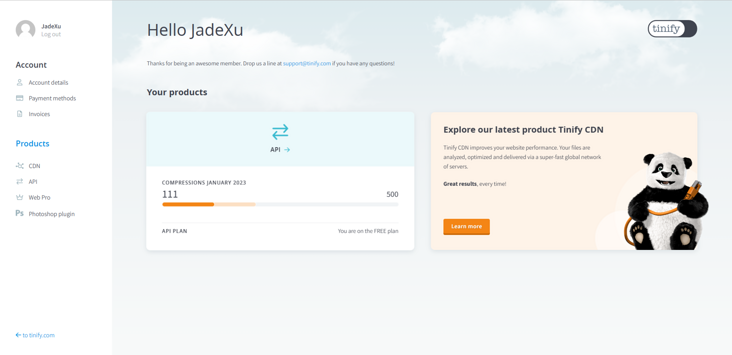 JadeXu
Log out
Account
Account details
Payment methods
Invoices
Products
CDN
API
Web Pro
Ps Photoshop plugin
← to tinify.com
Hello JadeXu
tinify
Thanks for being an awesome member. Drop us a line at support@tinify.com if you have any questions!
Your products
API →
COMPRESSIONS JANUARY 2023
111 500
API PLAN You are on the FREE plan
Explore our latest product Tinify CDN
Tinify CDN improves your website performance. Your files are
analyzed, optimized and delivered via a super-fast global network
of servers.
Great results, every time!
Learn more